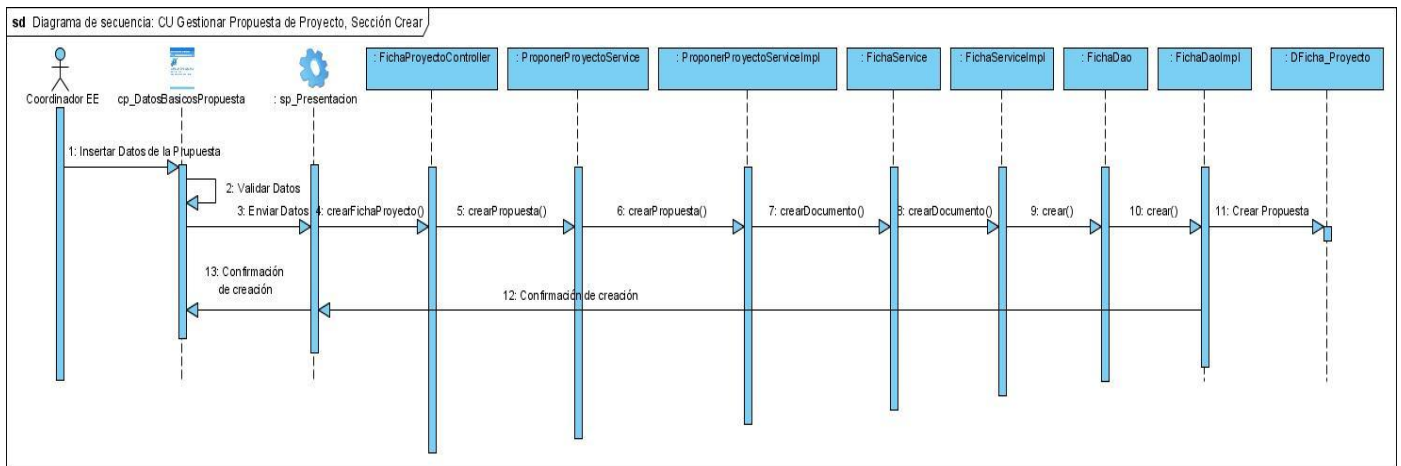 sd Diagrama de secuencia: CU Gestionar Propuesta de Proyecto, Sección Crear
Coordinador EE
cp_DatosBasicosPropuesta
: sp_Presentacion
: FichaProyectoController
: ProponerProyectoService
: ProponerProyectoServiceImpl
: FichaService
: FichaServiceImpl
: FichaDao
: FichaDaoImpl
: DFicha_Proyecto
1: Insertar Datos de la Prupuesta
2: Validar Datos
3: Enviar Datos
4: crearFichaProyecto()
5: crearPropuesta()
6: crearPropuesta()
7: crearDocumento()
8: crearDocumento()
9: crear()
10: crear()
11: Crear Propuesta
13: Confirmación
de creación
12: Confirmación de creación